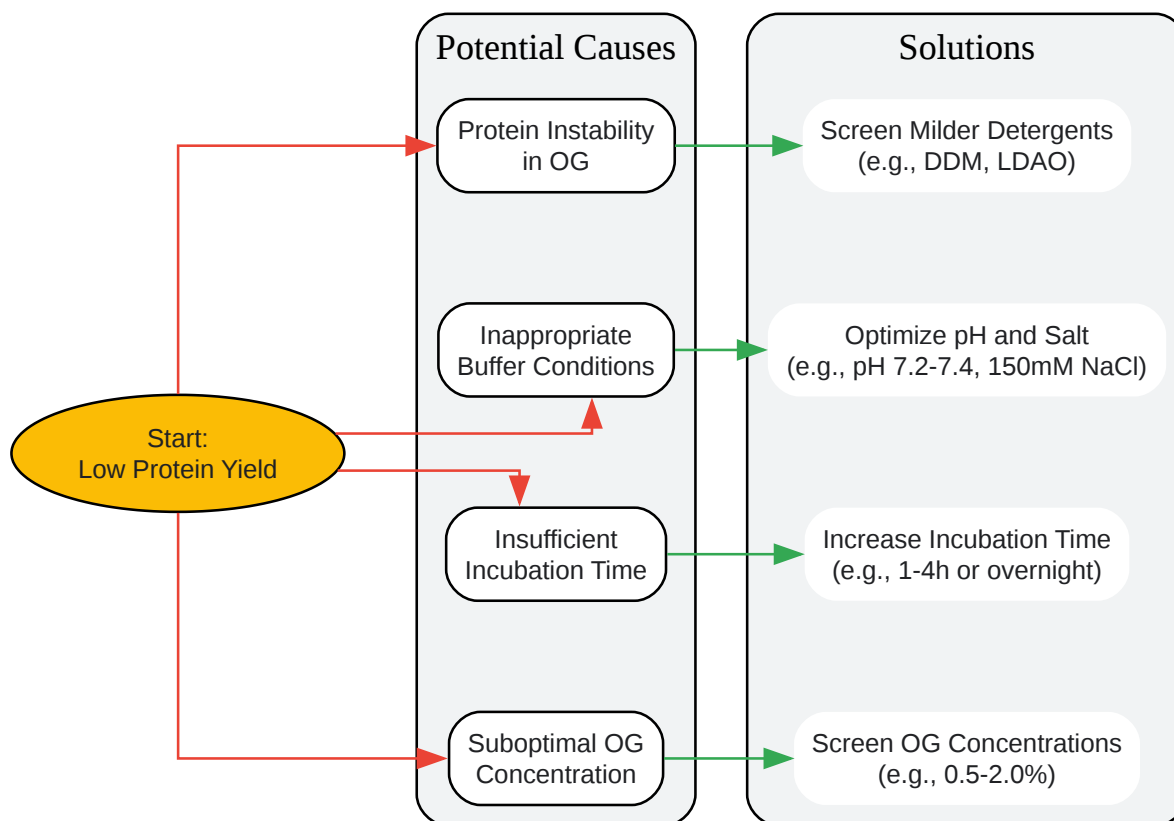 Potential Causes
Solutions
Protein Instability
in OG
Screen Milder Detergents
(e.g., DDM, LDAO)
Inappropriate
Buffer Conditions
Optimize pH and Salt
(e.g., pH 7.2-7.4, 150mM NaCl)
Start:
Low Protein Yield
Insufficient
Incubation Time
Increase Incubation Time
(e.g., 1-4h or overnight)
Suboptimal OG
Concentration
Screen OG Concentrations
(e.g., 0.5-2.0%)